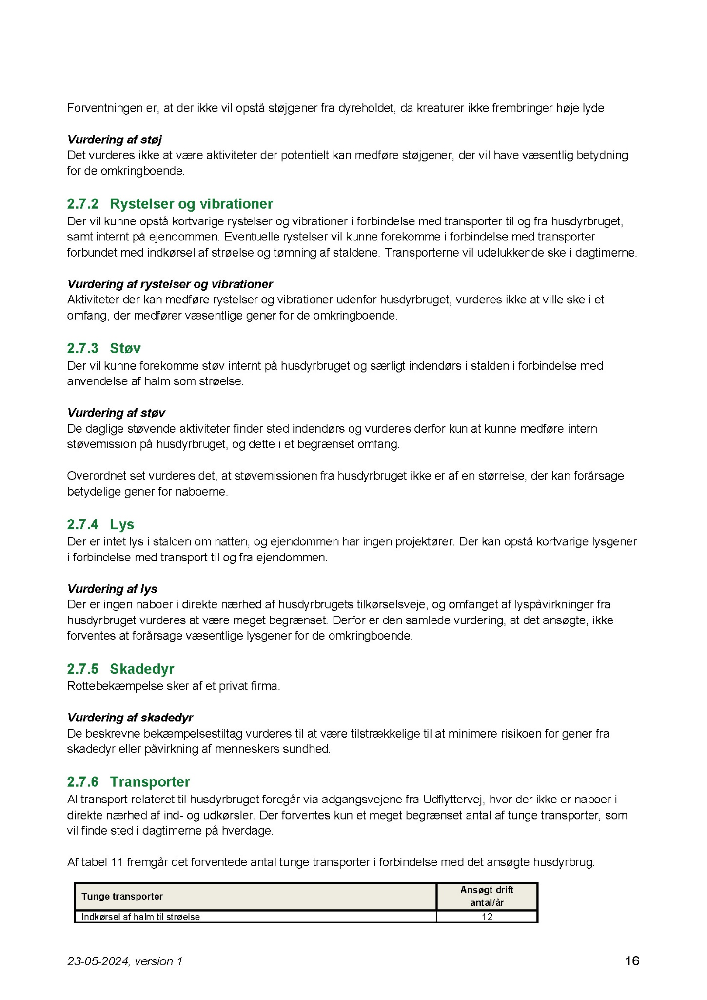 Forventningen er, at der ikke vil opstå støjgener fra dyreholdet, da kreaturer ikke frembringer høje lyde
Vurdering af støj
Det vurderes ikke at være aktiviteter der potentielt kan medføre støjgener, der vil have væsentlig betydning
for de omkringboende.
2.7.2 Rystelser og vibrationer
Der vil kunne opstå kortvarige rystelser og vibrationer i forbindelse med transporter til og fra husdyrbruget,
samt internt på ejendommen. Eventuelle rystelser vil kunne forekomme i forbindelse med transporter
forbundet med indkørsel af strøelse og tømning af staldene. Transporterne vil udelukkende ske i dagtimerne.
Vurdering af rystelser og vibrationer
Aktiviteter der kan medføre rystelser og vibrationer udenfor husdyrbruget, vurderes ikke at ville ske i et
omfang, der medfører væsentlige gener for de omkringboende.
2.7.3 Støv
Der vil kunne forekomme støv internt på husdyrbruget og særligt indendørs i stalden i forbindelse med
anvendelse af halm som strøelse.
Vurdering af støv
De daglige støvende aktiviteter finder sted indendørs og vurderes derfor kun at kunne medføre intern
støvemission på husdyrbruget, og dette i et begrænset omfang.
Overordnet set vurderes det, at støvemissionen fra husdyrbruget ikke er af en størrelse, der kan forårsage
betydelige gener for naboerne.
2.7.4 Lys
Der er intet lys i stalden om natten, og ejendommen har ingen projektører. Der kan opstå kortvarige lysgener
i forbindelse med transport til og fra ejendommen.
Vurdering af lys
Der er ingen naboer i direkte nærhed af husdyrbrugets tilkørselsveje, og omfanget af lyspåvirkninger fra
husdyrbruget vurderes at være meget begrænset. Derfor er den samlede vurdering, at det ansøgte, ikke
forventes at forårsage væsentlige lysgener for de omkringboende.
2.7.5 Skadedyr
Rottebekæmpelse sker af et privat firma.
Vurdering af skadedyr
De beskrevne bekæmpelsestiltag vurderes til at være tilstrækkelige til at minimere risikoen for gener fra
skadedyr eller påvirkning af menneskers sundhed.
2.7.6 Transporter
Al transport relateret til husdyrbruget foregår via adgangsvejene fra Udflyttervej, hvor der ikke er naboer i
direkte nærhed af ind- og udkørsler. Der forventes kun et meget begrænset antal af tunge transporter, som
vil finde sted i dagtimerne på hverdage.
Af tabel 11 fremgår det forventede antal tunge transporter i forbindelse med det ansøgte husdyrbrug.
Tunge transporter
Ansøgt drift
antal/år
Indkørsel af halm til strøelse 12
23-05-2024, version 1 16